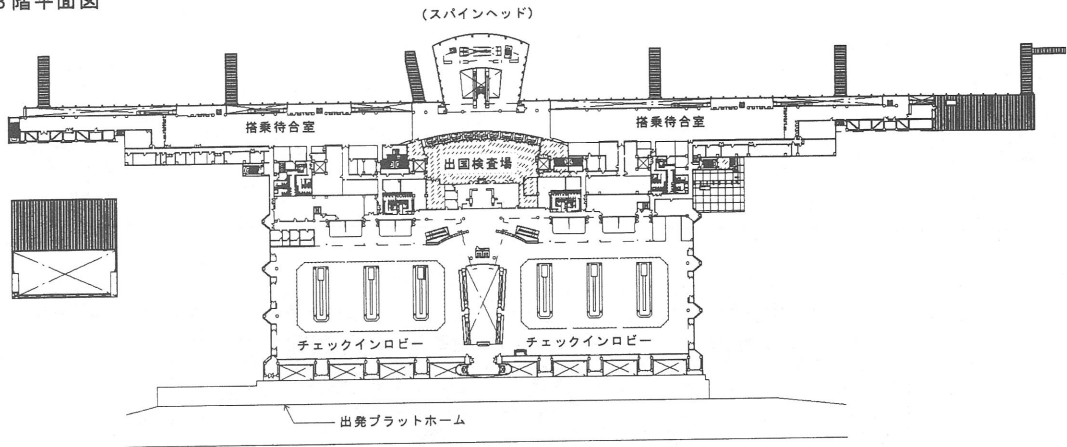 3階平面図
(スパインヘッド)
搭乗待合室
搭乗待合室
出国検査場
チェックインロビー
チェックインロビー
出発プラットホーム